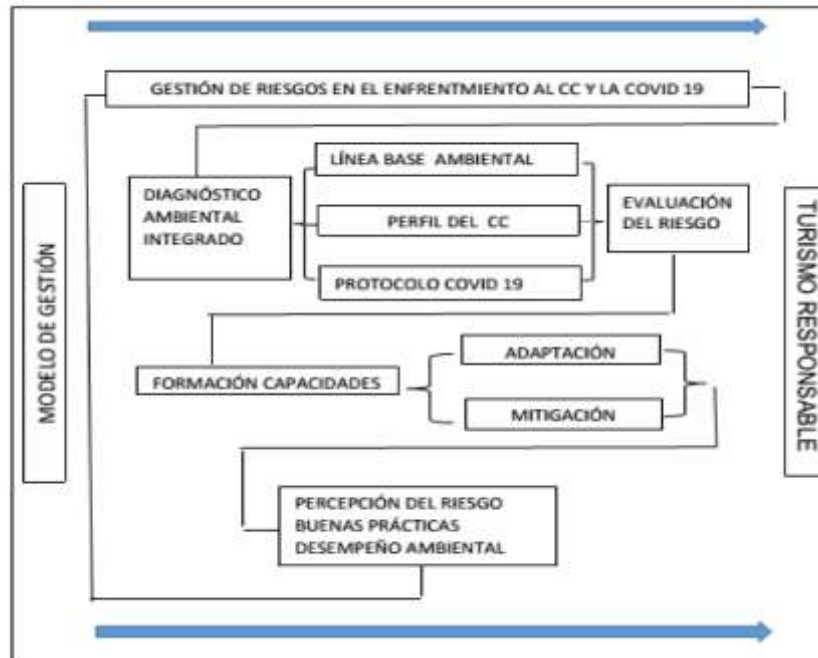 GESTIÓN DE RIESGOS EN EL ENFRENTMIENTO AL CC Y LA COVID 19
MODELO DE GESTIÓN
DIAGNÓSTICO
AMBIENTAL
INTEGRADO
LÍNEA BASE AMBIENTAL
PERFIL DEL CC
PROTOCOLO COVID 19
EVALUACIÓN
DEL RIESGO
TURISMO RESPONSABLE
FORMACIÓN CAPACIDADES
ADAPTACIÓN
MITIGACIÓN
PERCEPCIÓN DEL RIESGO
BUENAS PRÁCTICAS
DESEMPEÑO AMBIENTAL